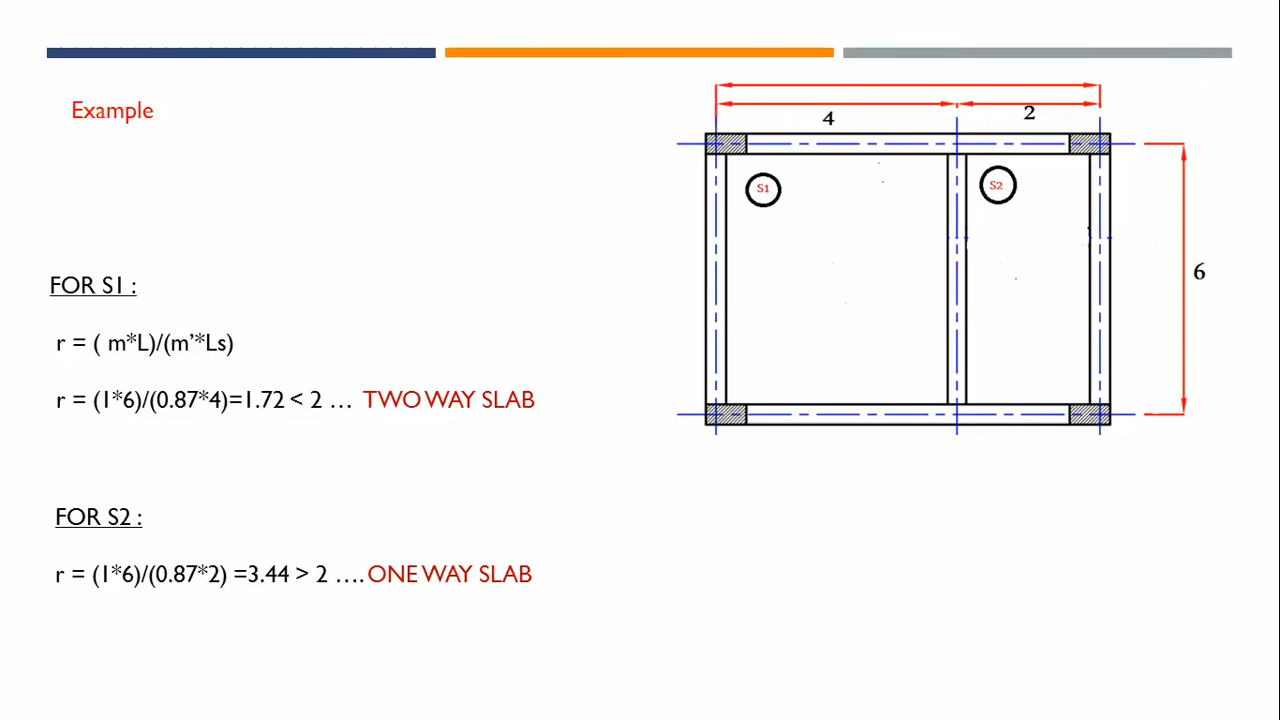 Example
4
2
S1
S2
6
FOR S1 :
r = ( m*L)/(m’*Ls)
r = (1*6)/(0.87*4)=1.72 < 2 … TWO WAY SLAB
FOR S2 :
r = (1*6)/(0.87*2) =3.44 > 2 …. ONE WAY SLAB